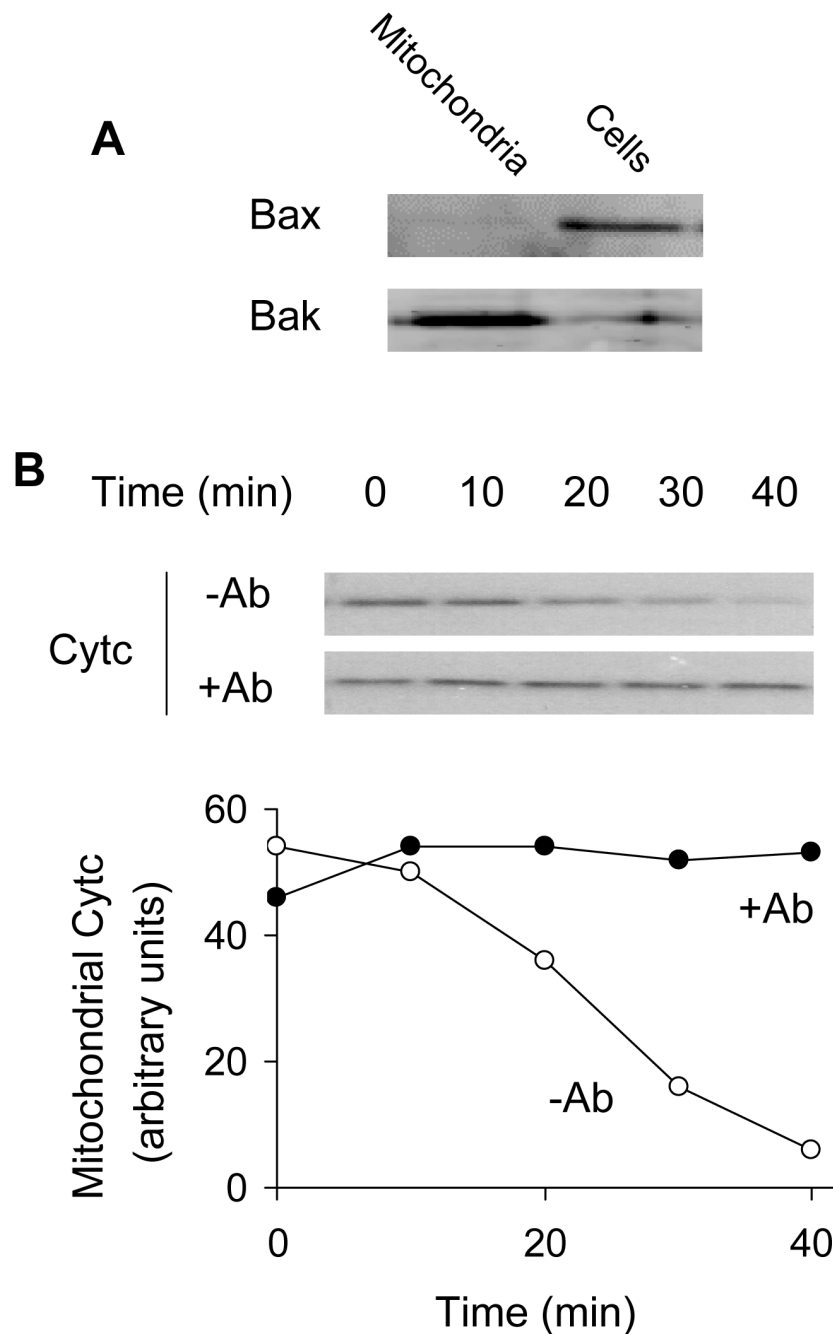 A
Mitochondria
Cells
Bax
Bak
B
Time (min) 0 10 20 30 40
Cytc
-Ab
+Ab
Mitochondrial Cytc
(arbitrary units)
60
40
20
0
+Ab
-Ab
0 20 40
Time (min)